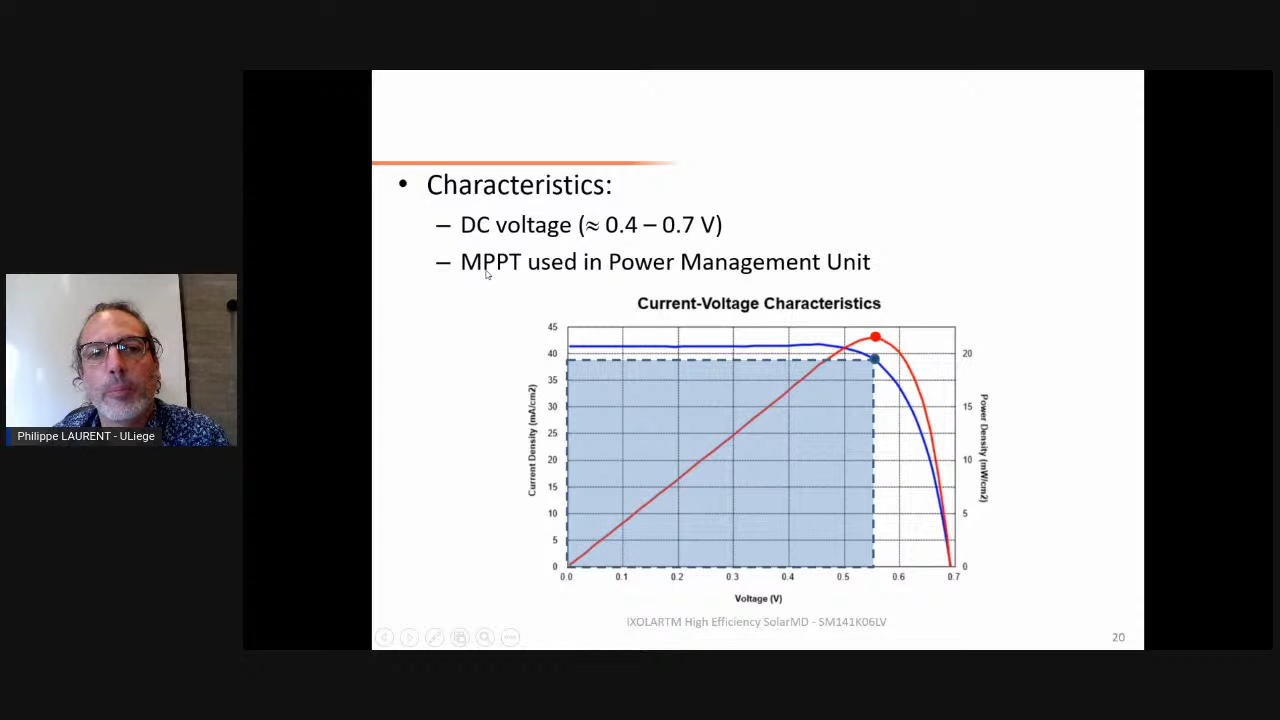 • Characteristics:
– DC voltage (≈ 0.4 – 0.7 V)
– MPPT used in Power Management Unit
Current-Voltage Characteristics
45
40
35
30
25
20
15
10
5
0
Current Density (mA/cm2)
20
15
10
5
0
Power Density (mW/cm2)
0.0 0.1 0.2 0.3 0.4 0.5 0.6 0.7
Voltage (V)
IXOLARTM High Efficiency SolarMD - SM141K06LV
20
Philippe LAURENT - ULiege